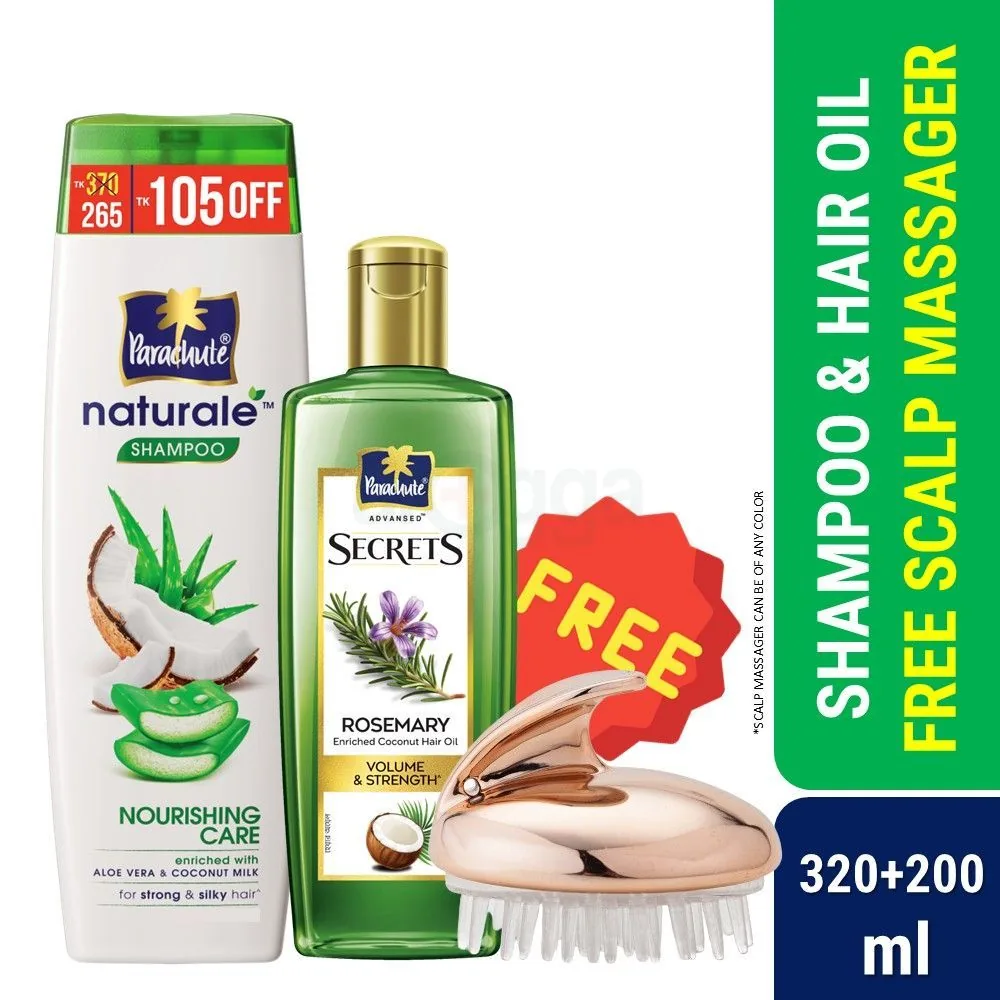 TK 370
265
TK 105 OFF
Parachute®
naturale™
SHAMPOO
NOURISHING
CARE
enriched with
ALOE VERA & COCONUT MILK
for strong & silky hair^
Parachute®
ADVANSED™
SECRETS
ROSEMARY
Enriched Coconut Hair Oil
VOLUME
& STRENGTH^
FREE
*SCALP MASSAGER CAN BE OF ANY COLOR
SHAMPOO & HAIR OIL
FREE SCALP MASSAGER
320+200
ml